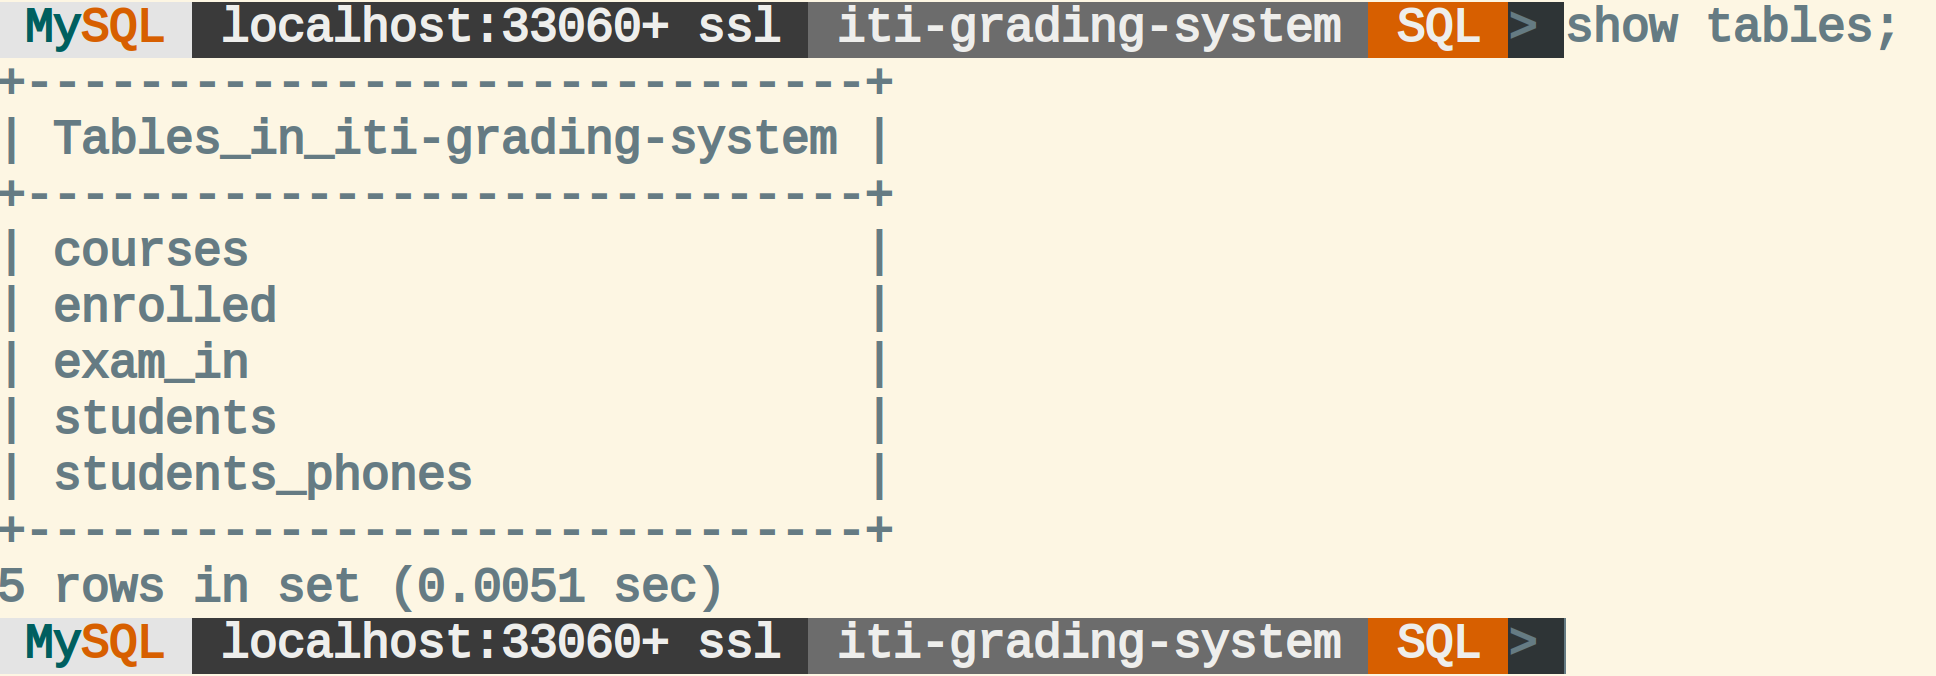 MySQL localhost:33060+ ssl iti-grading-system SQL > show tables;
+------------------------------+
| Tables_in_iti-grading-system |
+------------------------------+
| courses                      |
| enrolled                     |
| exam_in                      |
| students                     |
| students_phones              |
+------------------------------+
5 rows in set (0.0051 sec)
MySQL localhost:33060+ ssl iti-grading-system SQL >